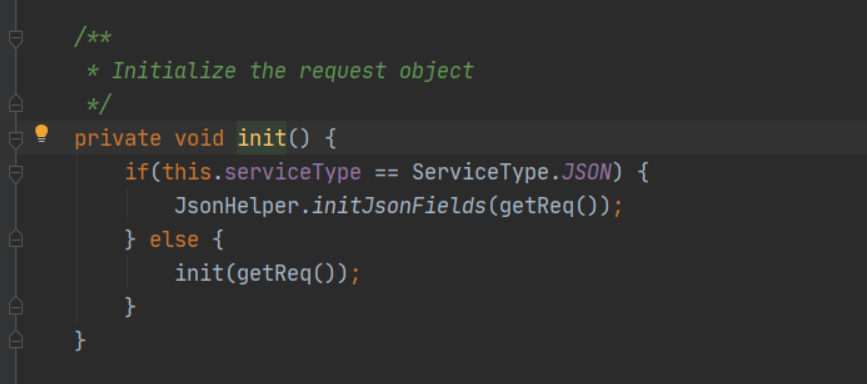 /**
 * Initialize the request object
 */
private void init() {
    if(this.serviceType == ServiceType.JSON) {
        JsonHelper.initJsonFields(getReq());
    } else {
        init(getReq());
    }
}